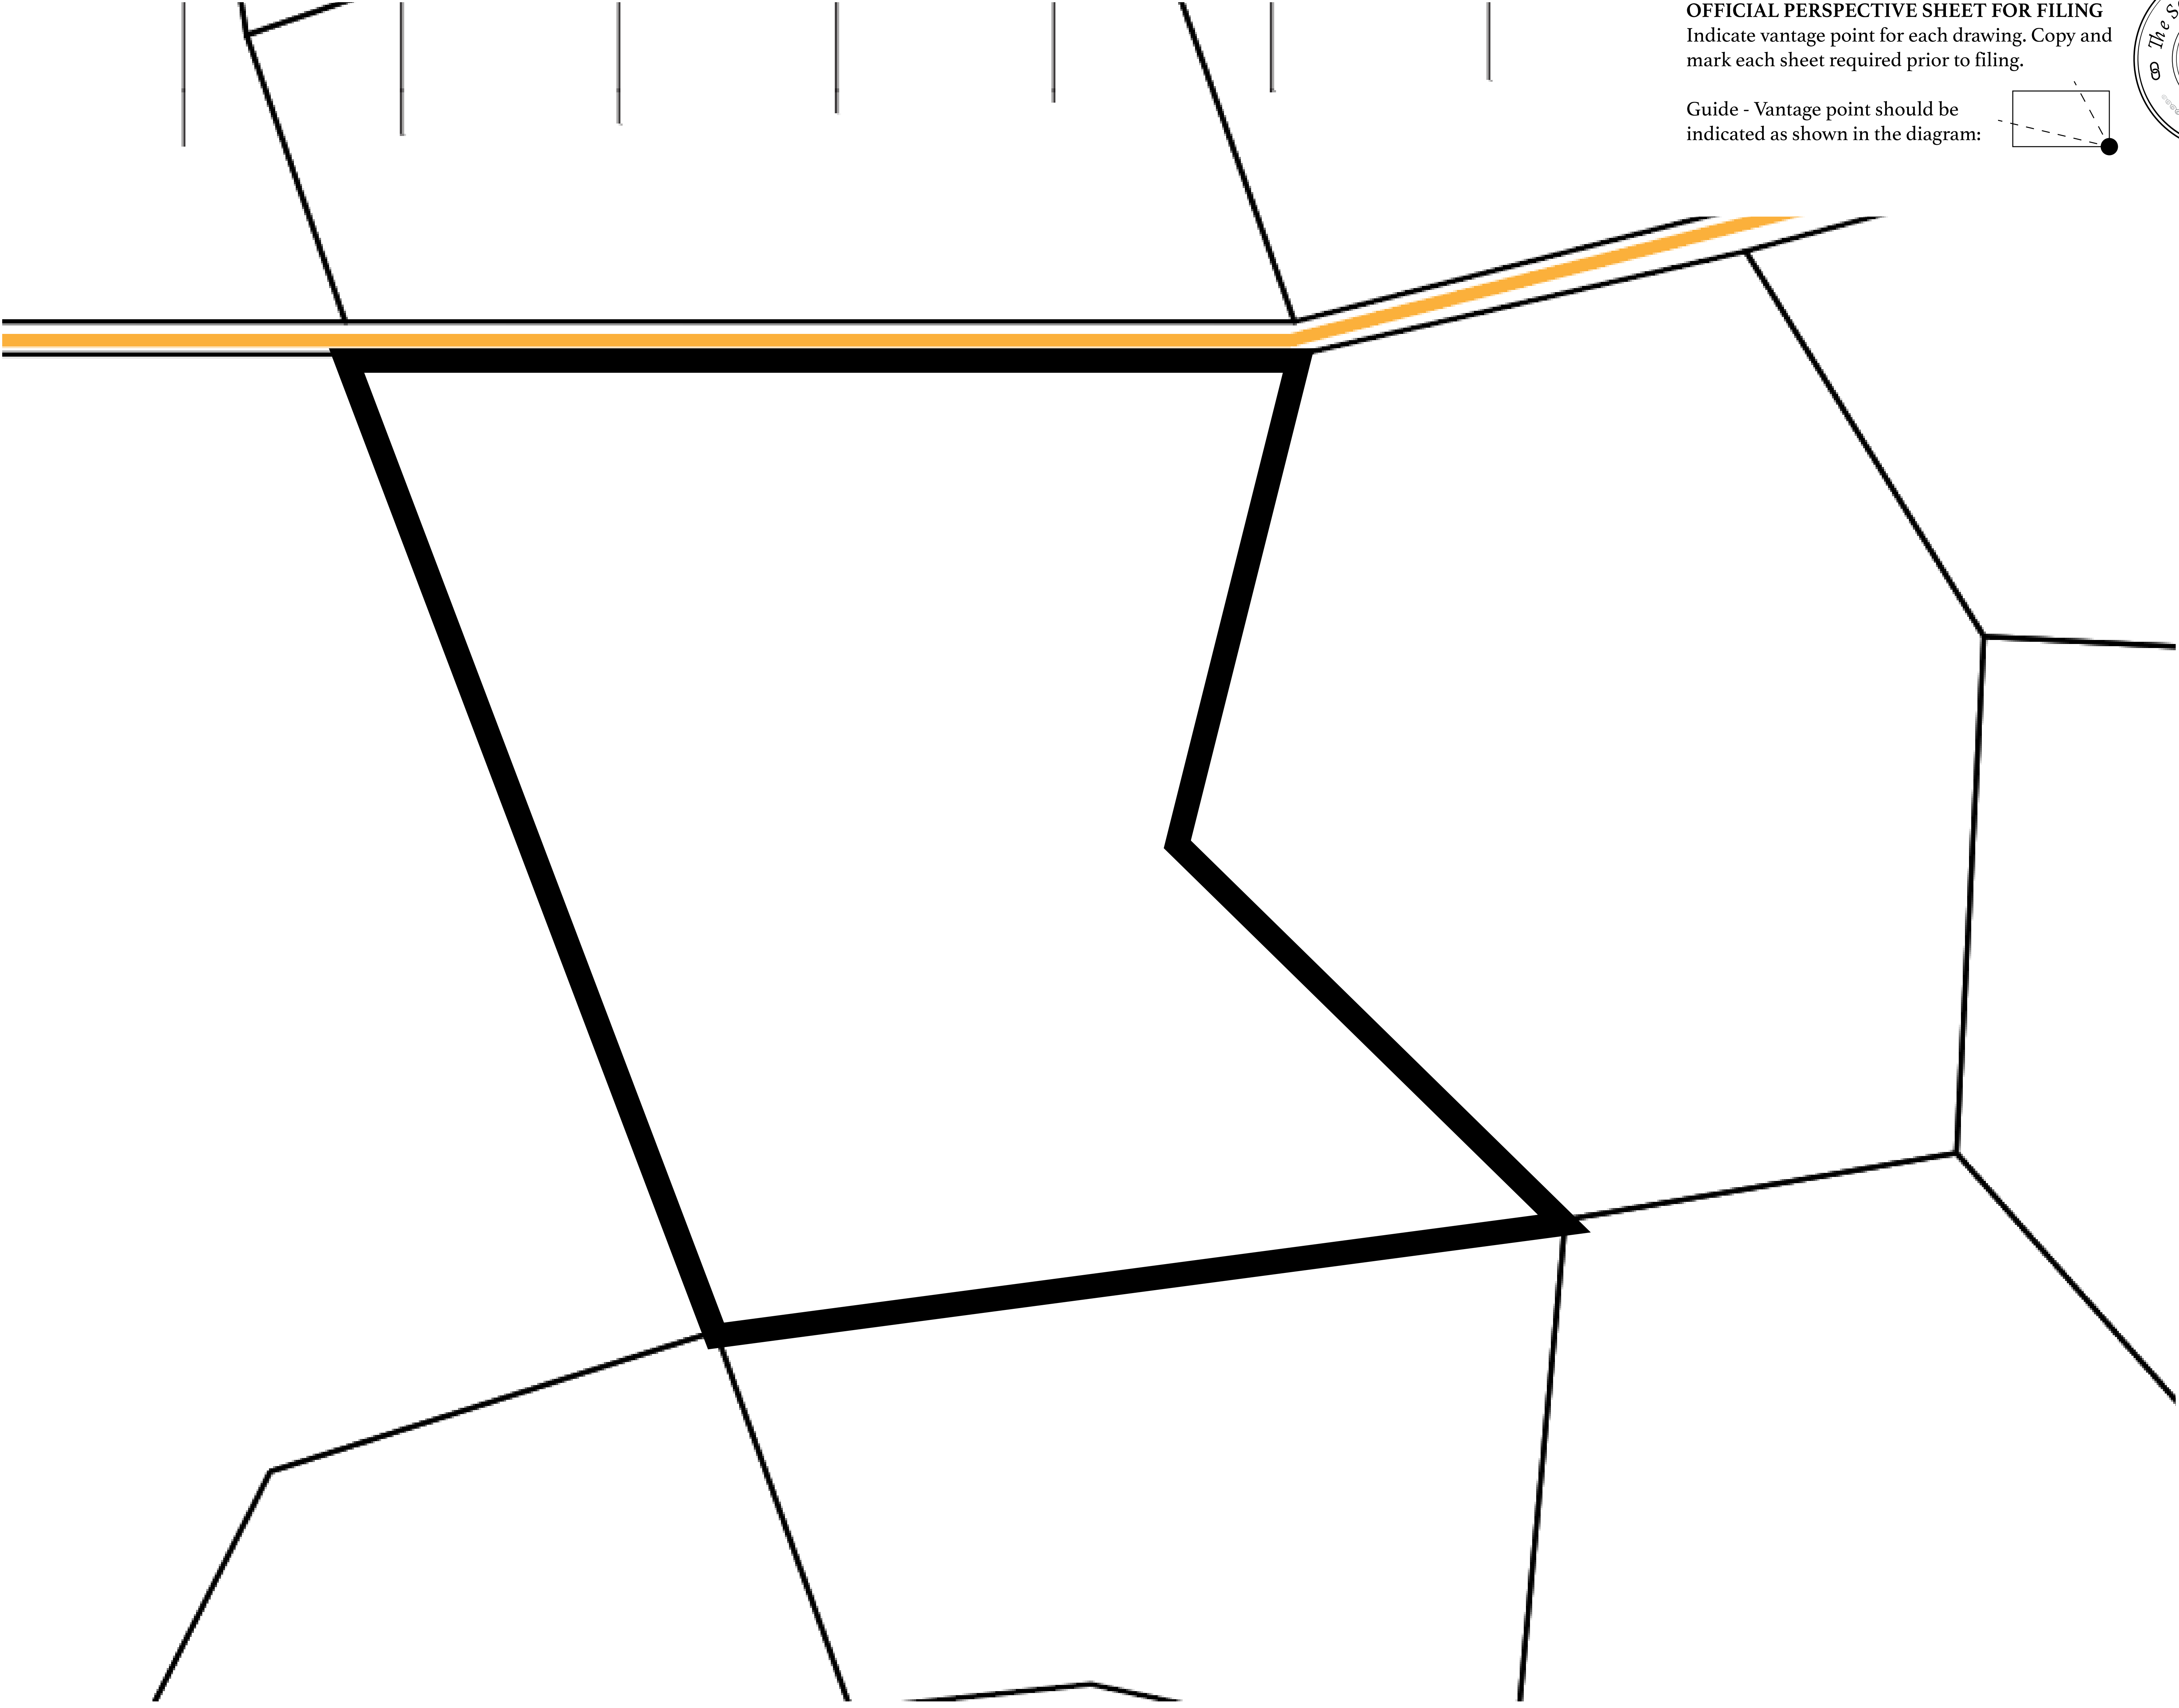 OFFICIAL PERSPECTIVE SHEET FOR FILING
Indicate vantage point for each drawing. Copy and
mark each sheet required prior to filing.
Guide - Vantage point should be
indicated as shown in the diagram:
The